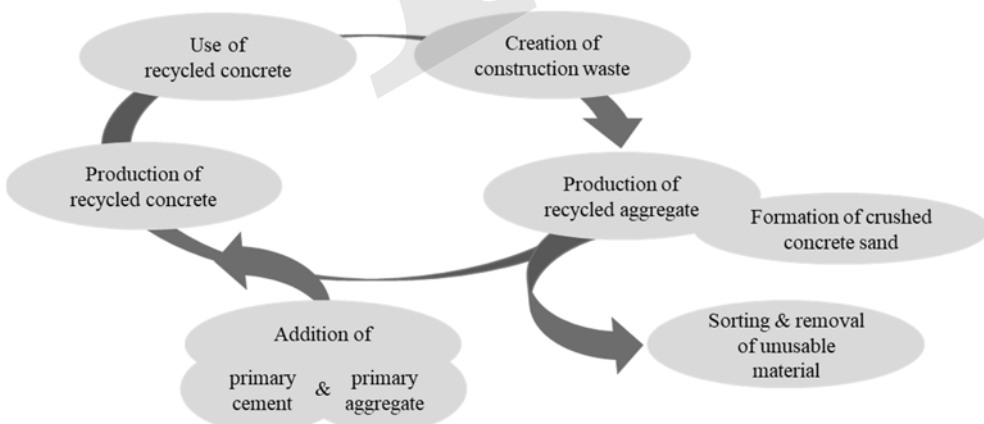 Use of
recycled concrete
Creation of
construction waste
Production of
recycled concrete
Production of
recycled aggregate
Formation of crushed
concrete sand
Addition of
primary
cement
&
primary
aggregate
Sorting & removal
of unusable
material